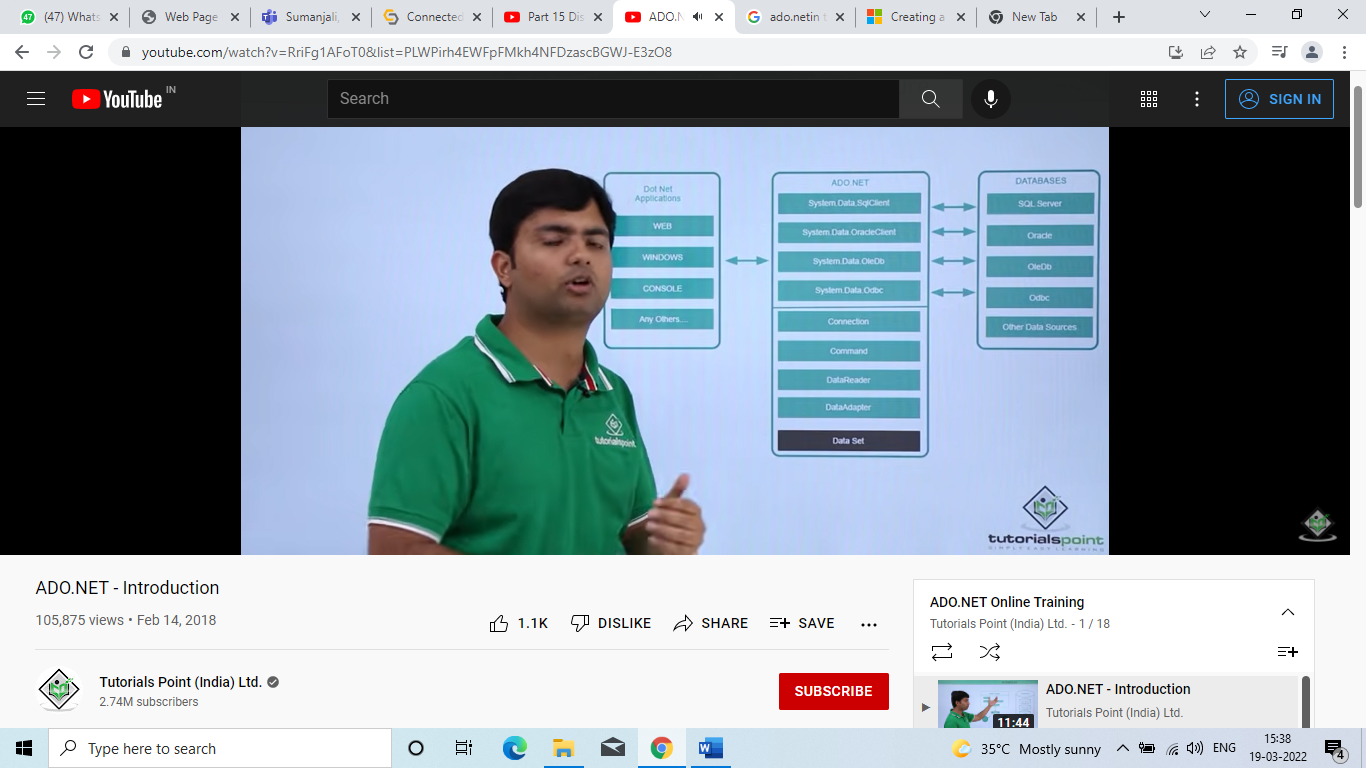 (47) Whats
Web Page
Sumanjali,
Connected
Part 15 Dis
ADO.N
ado.netin t
Creating a
New Tab
youtube.com/watch?v=RriFg1AFoT0&list=PLWPirh4EWFpFMkh4NFDzascBGWJ-E3zO8
YouTube IN
Search
SIGN IN
Dot Net
Applications
WEB
WINDOWS
CONSOLE
Any Others....
ADO.NET
System.Data.SqlClient
System.Data.OracleClient
System.Data.OleDb
System.Data.Odbc
Connection
Command
DataReader
DataAdapter
Data Set
DATABASES
SQL Server
Oracle
OleDb
Odbc
Other Data Sources
tutorialspoint
tutorialspoint
SIMPLY EASY LEARNING
ADO.NET - Introduction
105,875 views • Feb 14, 2018
1.1K DISLIKE SHARE SAVE
Tutorials Point (India) Ltd.
2.74M subscribers
SUBSCRIBE
ADO.NET Online Training
Tutorials Point (India) Ltd. - 1 / 18
11:44
ADO.NET - Introduction
Tutorials Point (India) Ltd.
Type here to search
35°C Mostly sunny
ENG
15:38
19-03-2022
4